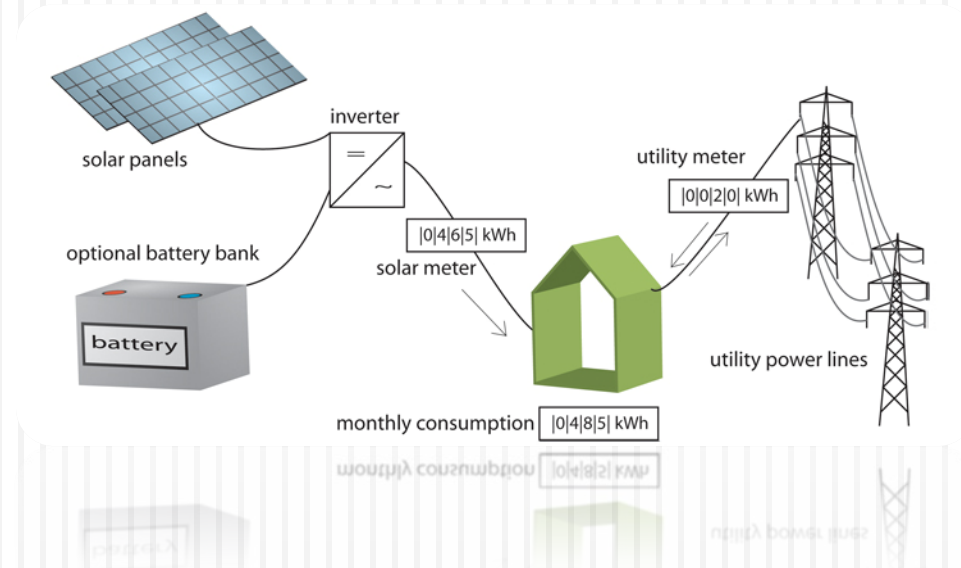 solar panels
inverter
=
~
utility meter
|0|0|2|0| kWh
|0|4|6|5| kWh
solar meter
optional battery bank
battery
utility power lines
monthly consumption |0|4|8|5| kWh